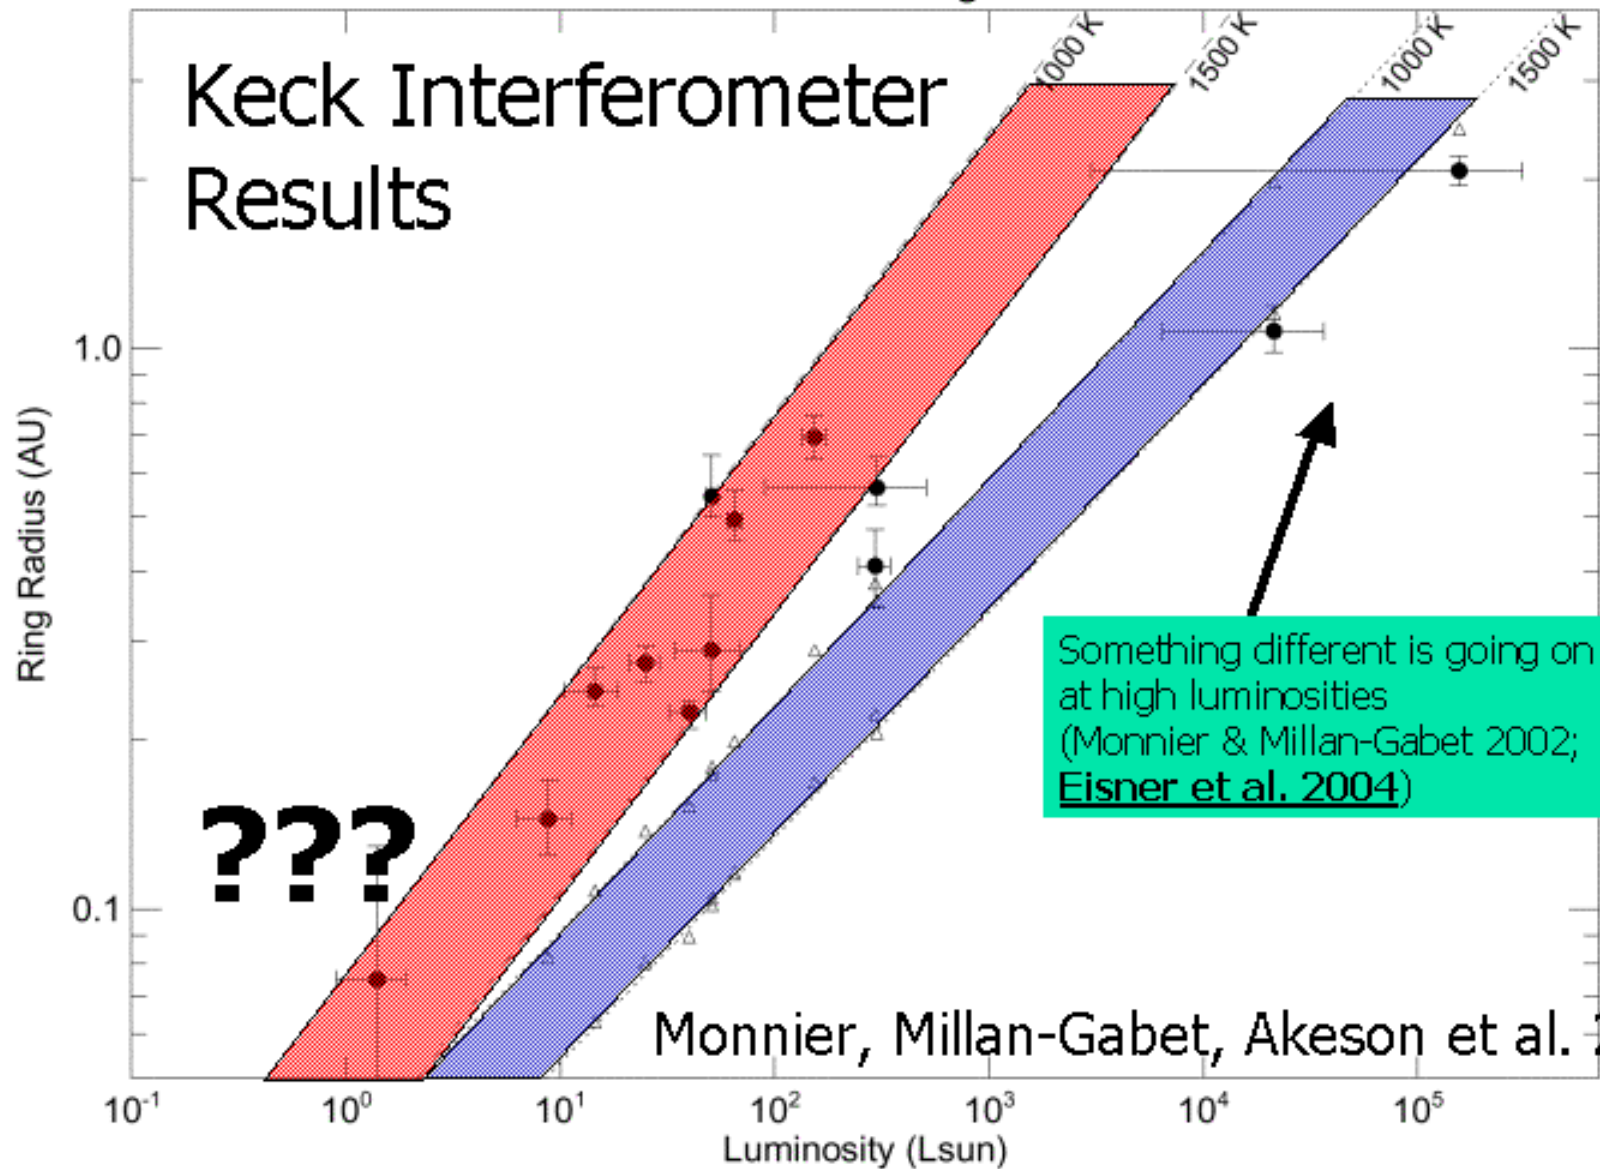 Keck Interferometer
Results
1000 K
1500 K
1000 K
1500 K
1.0
0.1
Ring Radius (AU)
???
Something different is going on
at high luminosities
(Monnier & Millan-Gabet 2002;
Eisner et al. 2004)
Monnier, Millan-Gabet, Akeson et al.
10-1
100
101
102
103
104
105
Luminosity (Lsun)